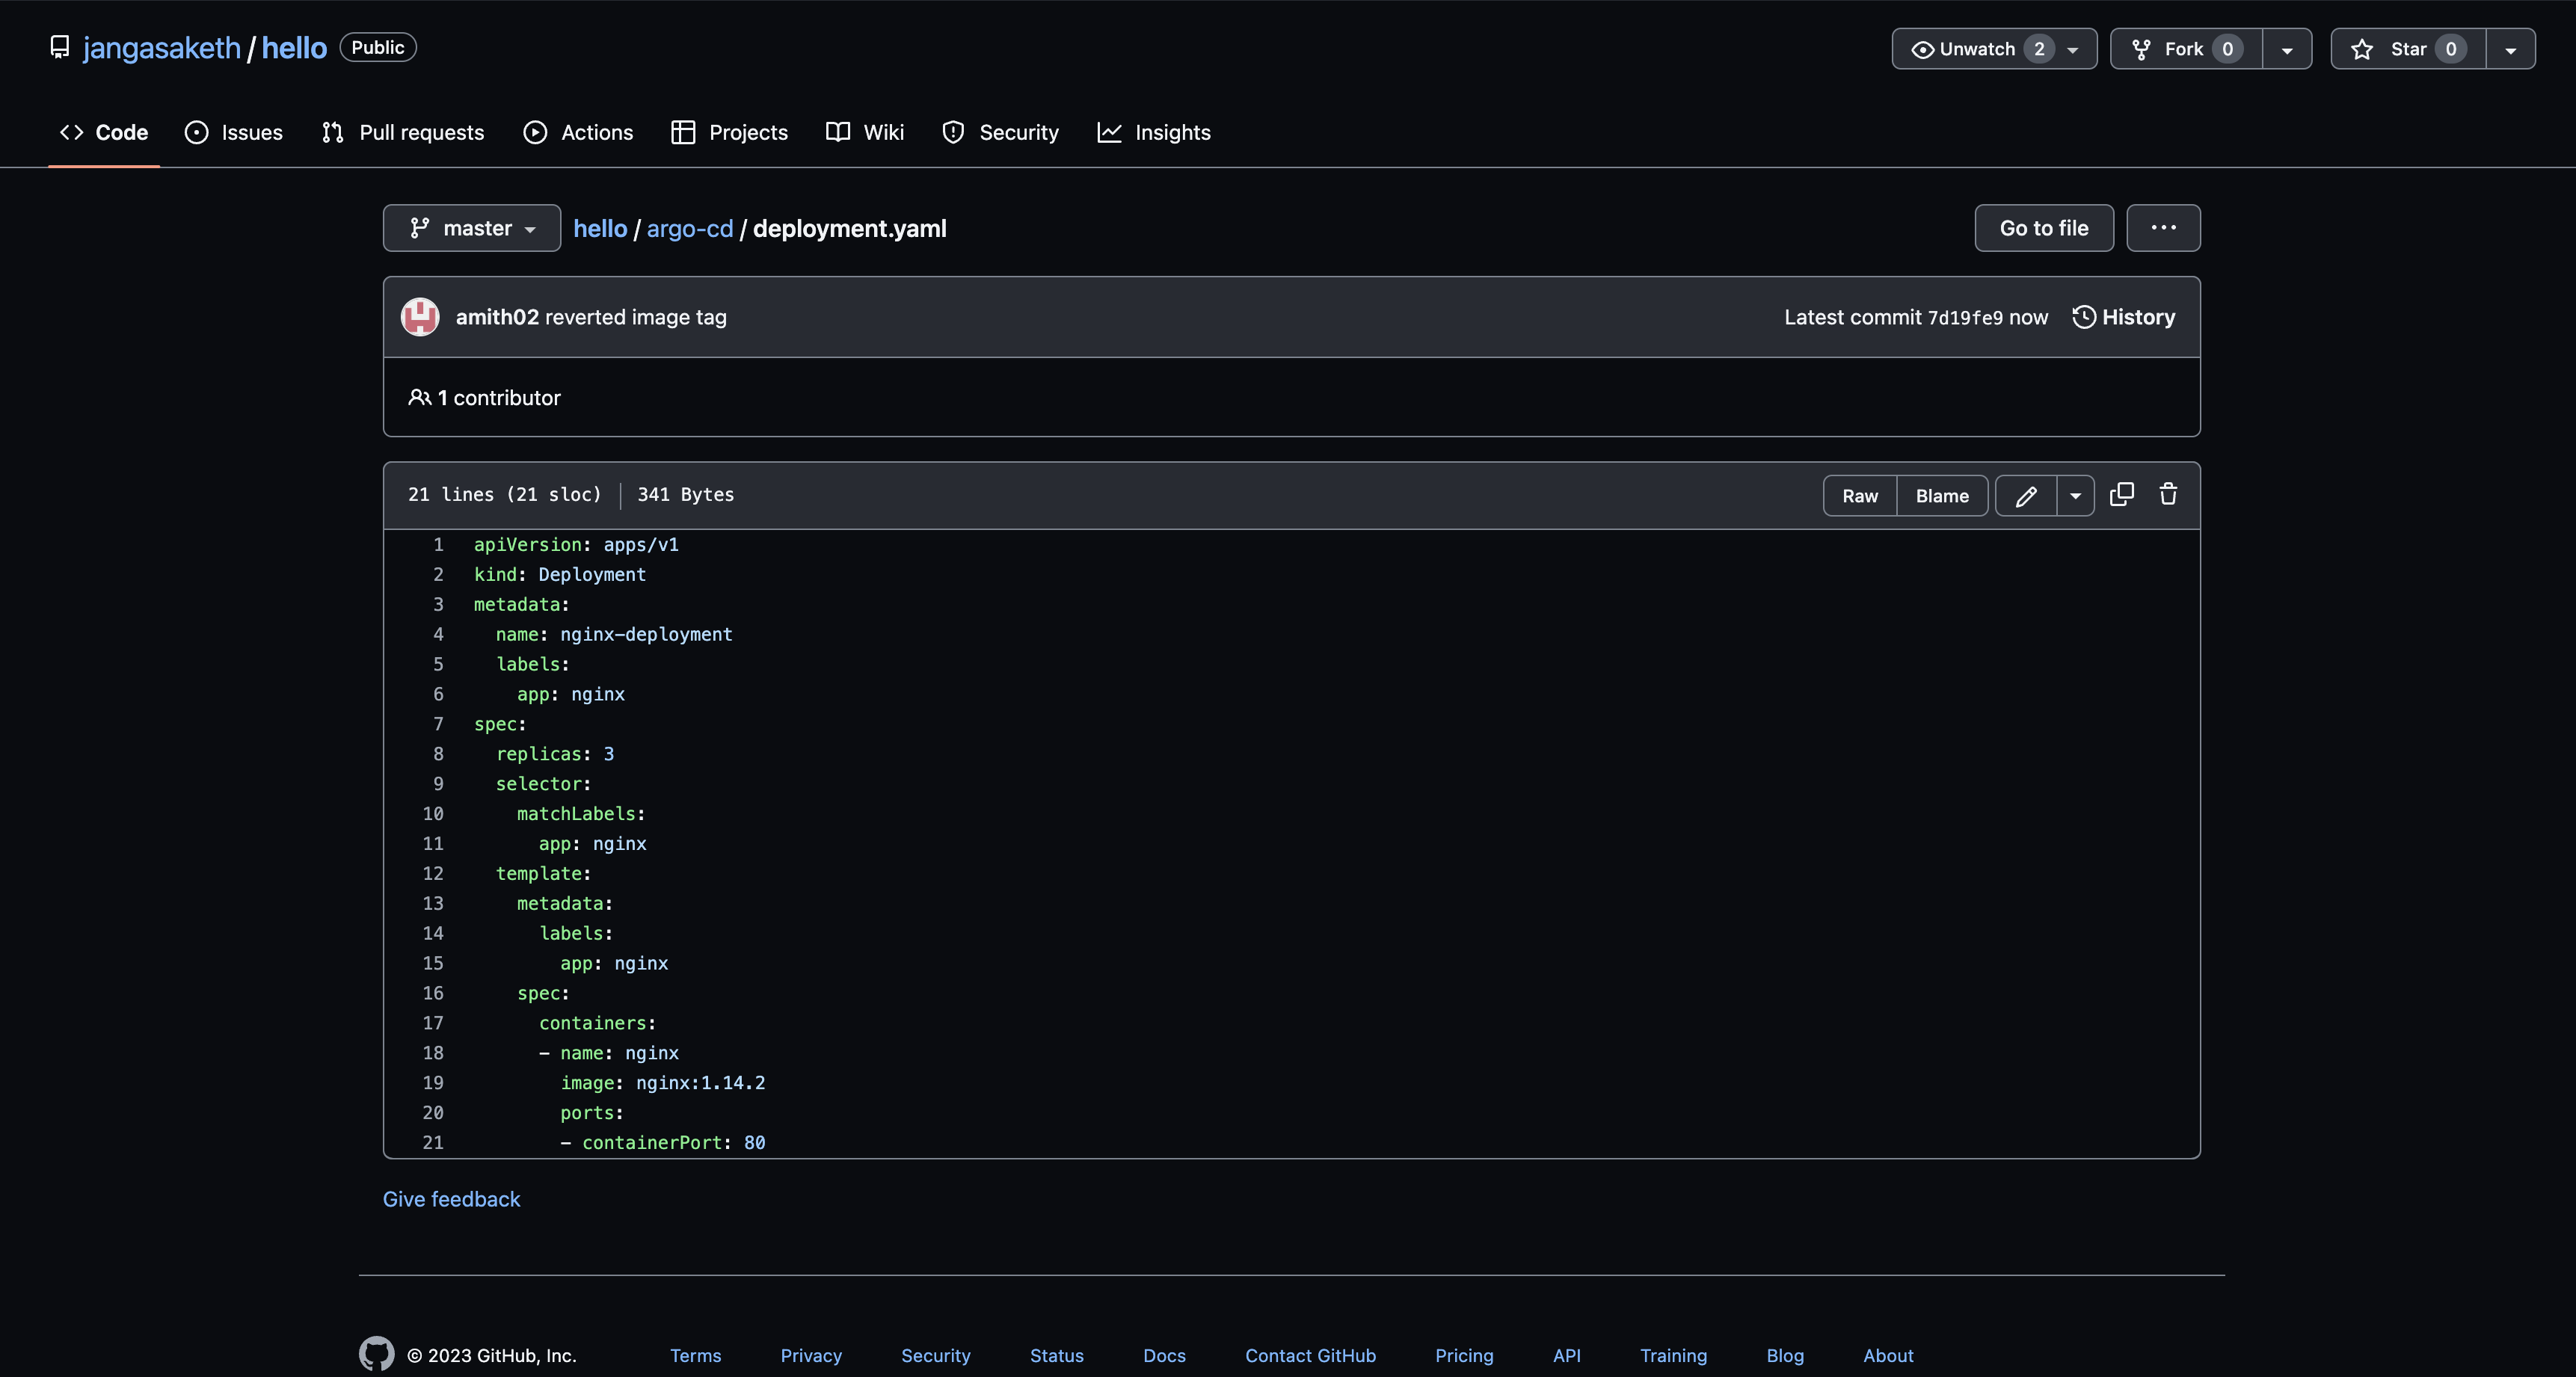 jangasaketh / hello Public Unwatch 2 Fork 0 Star 0
Code Issues Pull requests Actions Projects Wiki Security Insights
master hello / argo-cd / deployment.yaml Go to file ...
amith02 reverted image tag Latest commit 7d19fe9 now History
1 contributor
21 lines (21 sloc) 341 Bytes Raw Blame
1 apiVersion: apps/v1
2 kind: Deployment
3 metadata:
4   name: nginx-deployment
5   labels:
6     app: nginx
7 spec:
8   replicas: 3
9   selector:
10     matchLabels:
11       app: nginx
12   template:
13     metadata:
14       labels:
15         app: nginx
16     spec:
17       containers:
18       - name: nginx
19         image: nginx:1.14.2
20         ports:
21         - containerPort: 80
Give feedback
© 2023 GitHub, Inc. Terms Privacy Security Status Docs Contact GitHub Pricing API Training Blog About